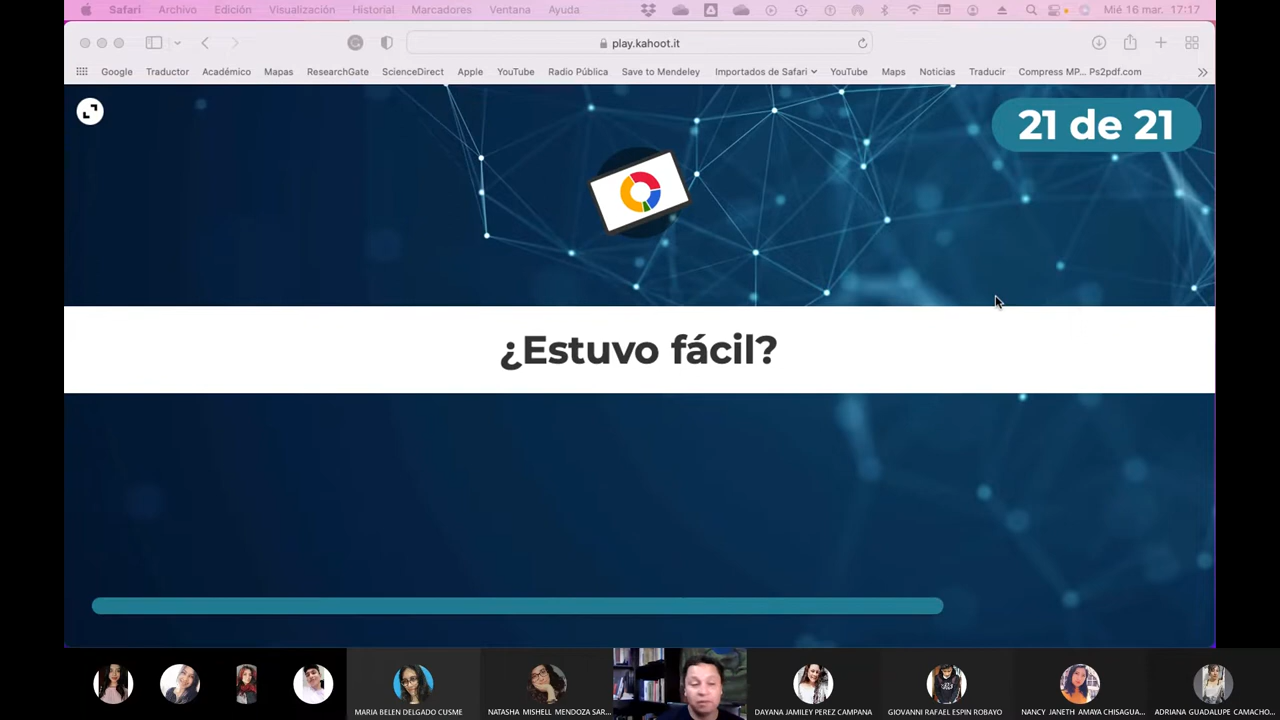 Safari Archivo Edición Visualización Historial Marcadores Ventana Ayuda Mié 16 mar. 17:17
play.kahoot.it
Google Traductor Académico Mapas ResearchGate ScienceDirect Apple YouTube Radio Pública Save to Mendeley Importados de Safari YouTube Maps Noticias Traducir Compress MP... Ps2pdf.com
21 de 21
¿Estuvo fácil?
MARIA BELEN DELGADO CUSME NATASHA MISHELL MENDOZA SAR... DAYANA JAMILEY PEREZ CAMPANA GIOVANNI RAFAEL ESPIN ROBAYO NANCY JANETH AMAYA CHISAGUA... ADRIANA GUADALUPE CAMACHO...